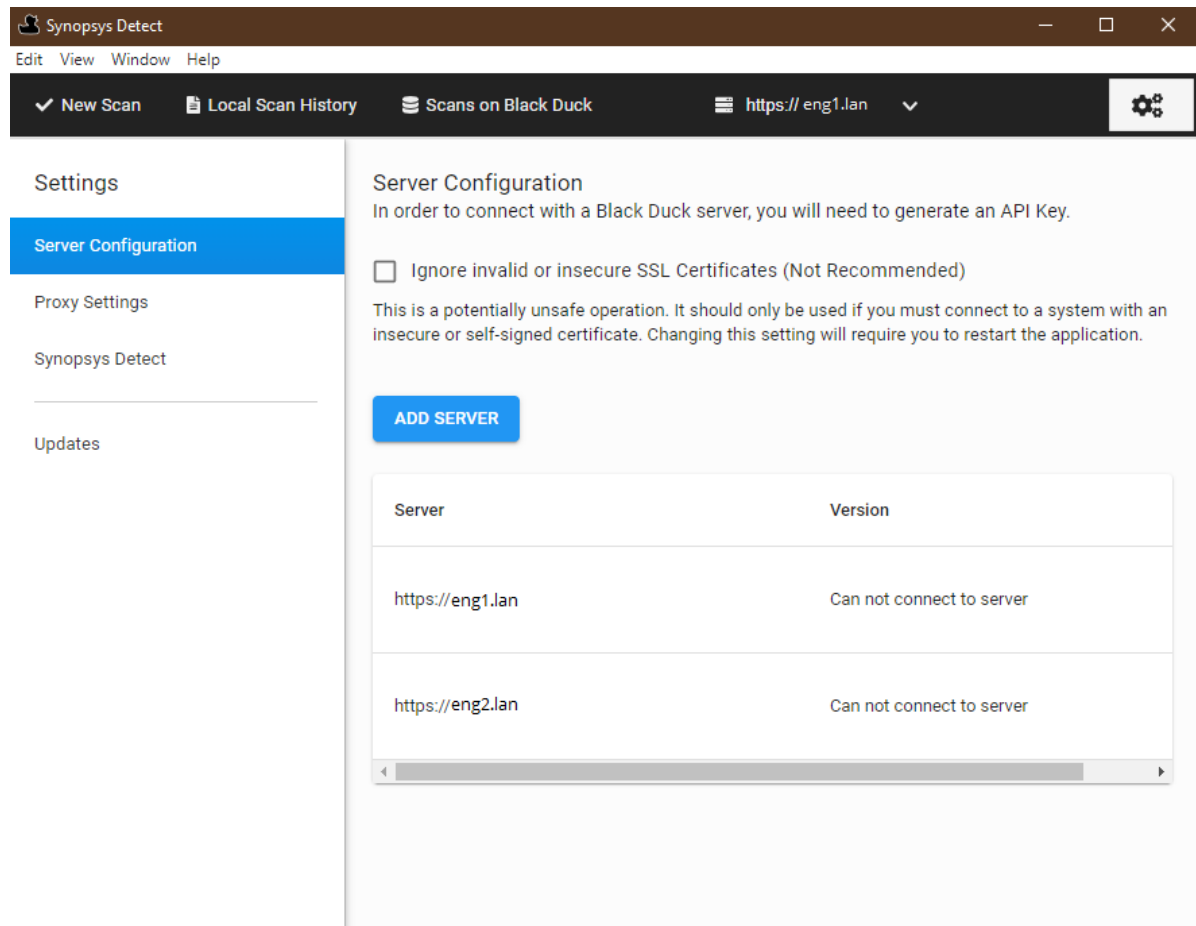 Synopsys Detect
Edit View Window Help
New Scan Local Scan History Scans on Black Duck https:// eng1.lan
Settings
Server Configuration
Proxy Settings
Synopsys Detect
Updates
Server Configuration
In order to connect with a Black Duck server, you will need to generate an API Key.
Ignore invalid or insecure SSL Certificates (Not Recommended)
This is a potentially unsafe operation. It should only be used if you must connect to a system with an
insecure or self-signed certificate. Changing this setting will require you to restart the application.
ADD SERVER
Server Version
https://eng1.lan Can not connect to server
https://eng2.lan Can not connect to server